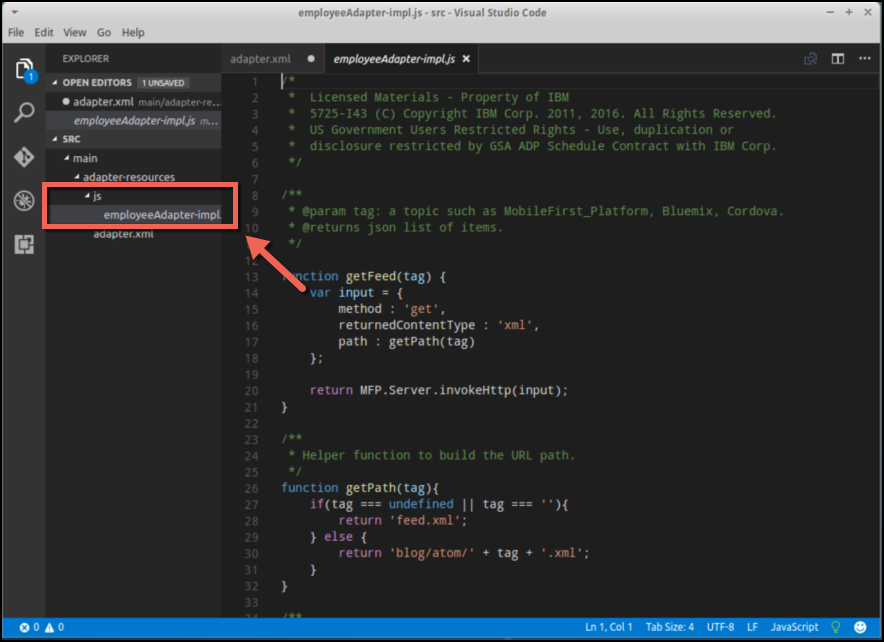 employeeAdapter-impl.js - src - Visual Studio Code
File Edit View Go Help
EXPLORER
1
OPEN EDITORS 1 UNSAVED
adapter.xml main/adapter-re...
employeeAdapter-impl.js m...
SRC
main
adapter-resources
js
employeeAdapter-impl.
adapter.xml
adapter.xml employeeAdapter-impl.js
1 /*
2 *  Licensed Materials - Property of IBM
3 *  5725-I43 (C) Copyright IBM Corp. 2011, 2016. All Rights Reserved.
4 *  US Government Users Restricted Rights - Use, duplication or
5 *  disclosure restricted by GSA ADP Schedule Contract with IBM Corp.
6 */
7
8 /**
9 * @param tag: a topic such as MobileFirst_Platform, Bluemix, Cordova.
10 * @returns json list of items.
11 */
12
13 function getFeed(tag) {
14 var input = {
15 method : 'get',
16 returnedContentType : 'xml',
17 path : getPath(tag)
18 };
19
20 return MFP.Server.invokeHttp(input);
21 }
22
23 /**
24 * Helper function to build the URL path.
25 */
26 function getPath(tag){
27 if(tag === undefined || tag === ''){
28 return 'feed.xml';
29 } else {
30 return 'blog/atom/' + tag + '.xml';
31 }
32 }
33
34 /**
0 0 Ln 1, Col 1 Tab Size: 4 UTF-8 LF JavaScript